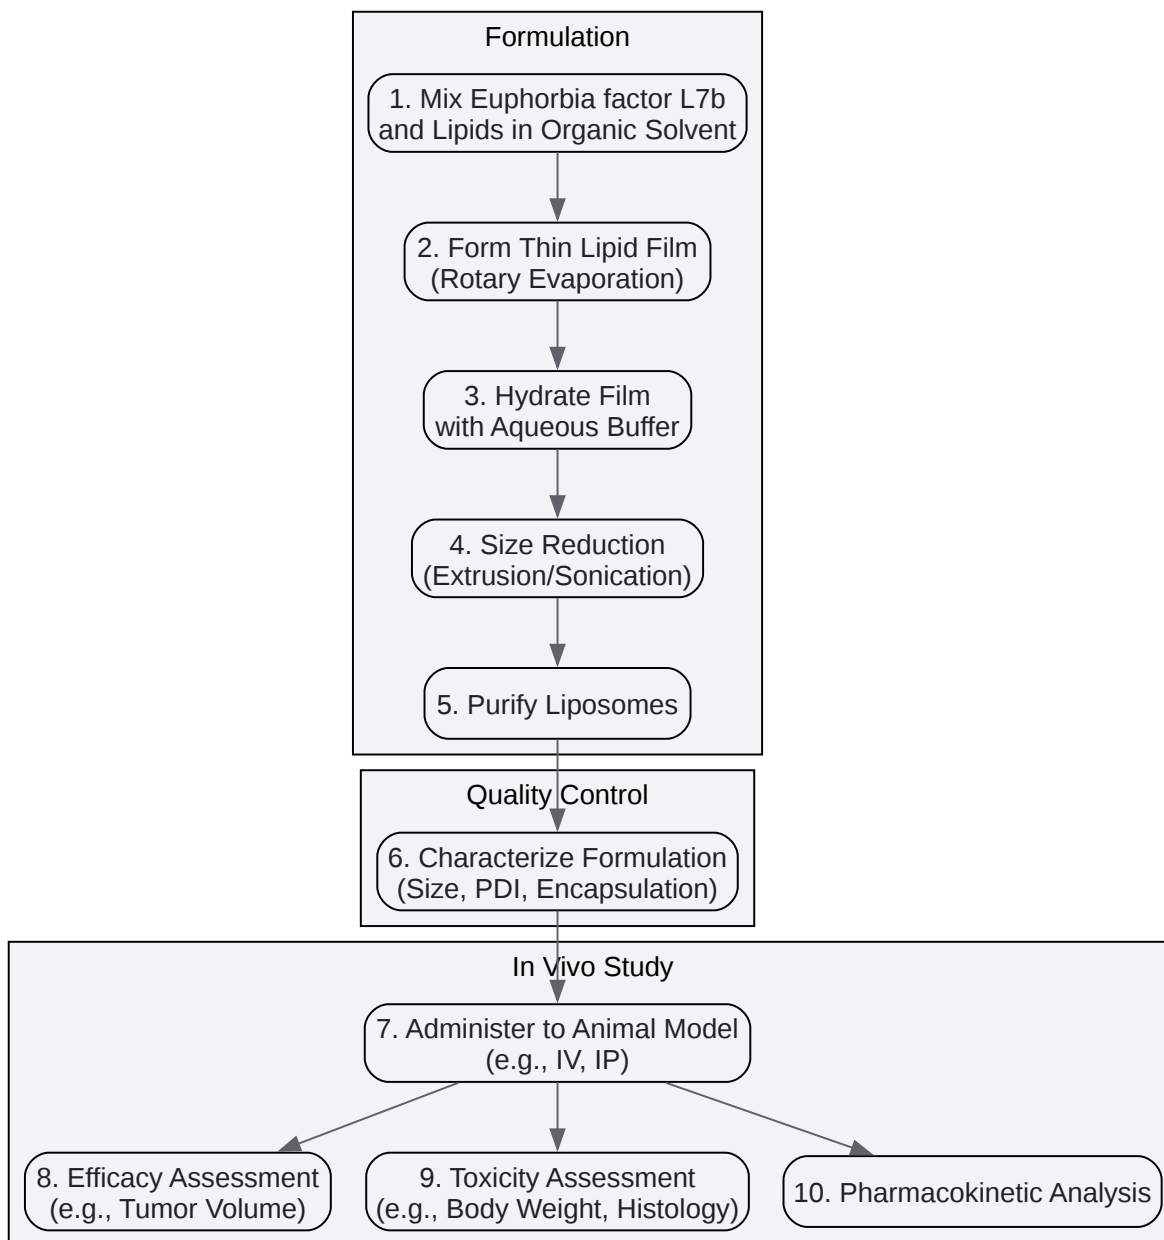 Formulation
1. Mix Euphorbia factor L7b
and Lipids in Organic Solvent
2. Form Thin Lipid Film
(Rotary Evaporation)
3. Hydrate Film
with Aqueous Buffer
4. Size Reduction
(Extrusion/Sonication)
5. Purify Liposomes
Quality Control
6. Characterize Formulation
(Size, PDI, Encapsulation)
In Vivo Study
7. Administer to Animal Model
(e.g., IV, IP)
8. Efficacy Assessment
(e.g., Tumor Volume)
9. Toxicity Assessment
(e.g., Body Weight, Histology)
10. Pharmacokinetic Analysis